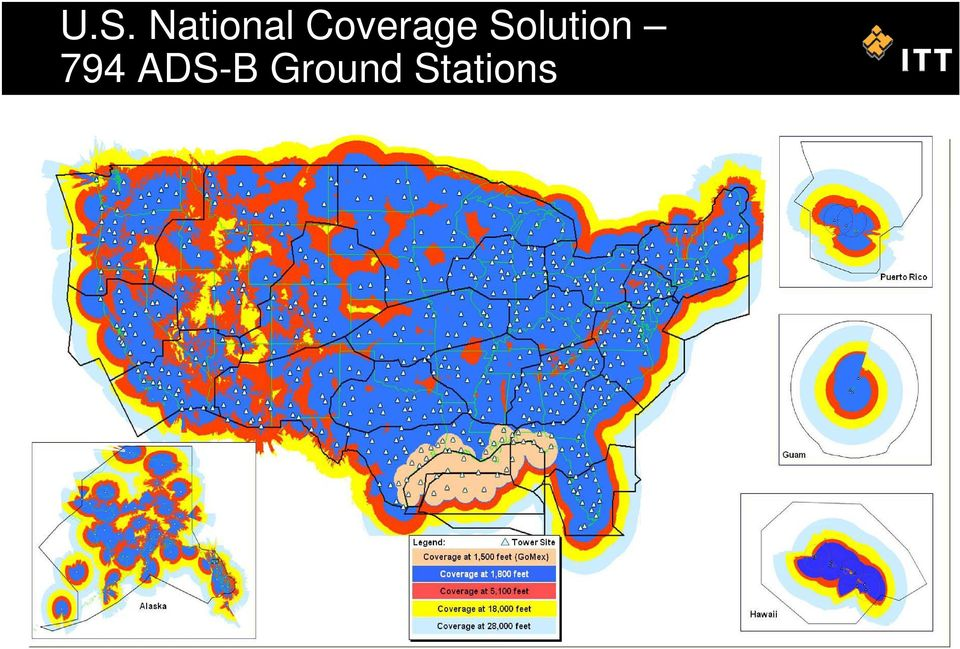 U.S. National Coverage Solution –
794 ADS-B Ground Stations
ITT
Puerto Rico
Guam
Alaska
Hawaii
Legend: Tower Site
Coverage at 1,500 feet (GoMex)
Coverage at 1,800 feet
Coverage at 5,100 feet
Coverage at 18,000 feet
Coverage at 28,000 feet